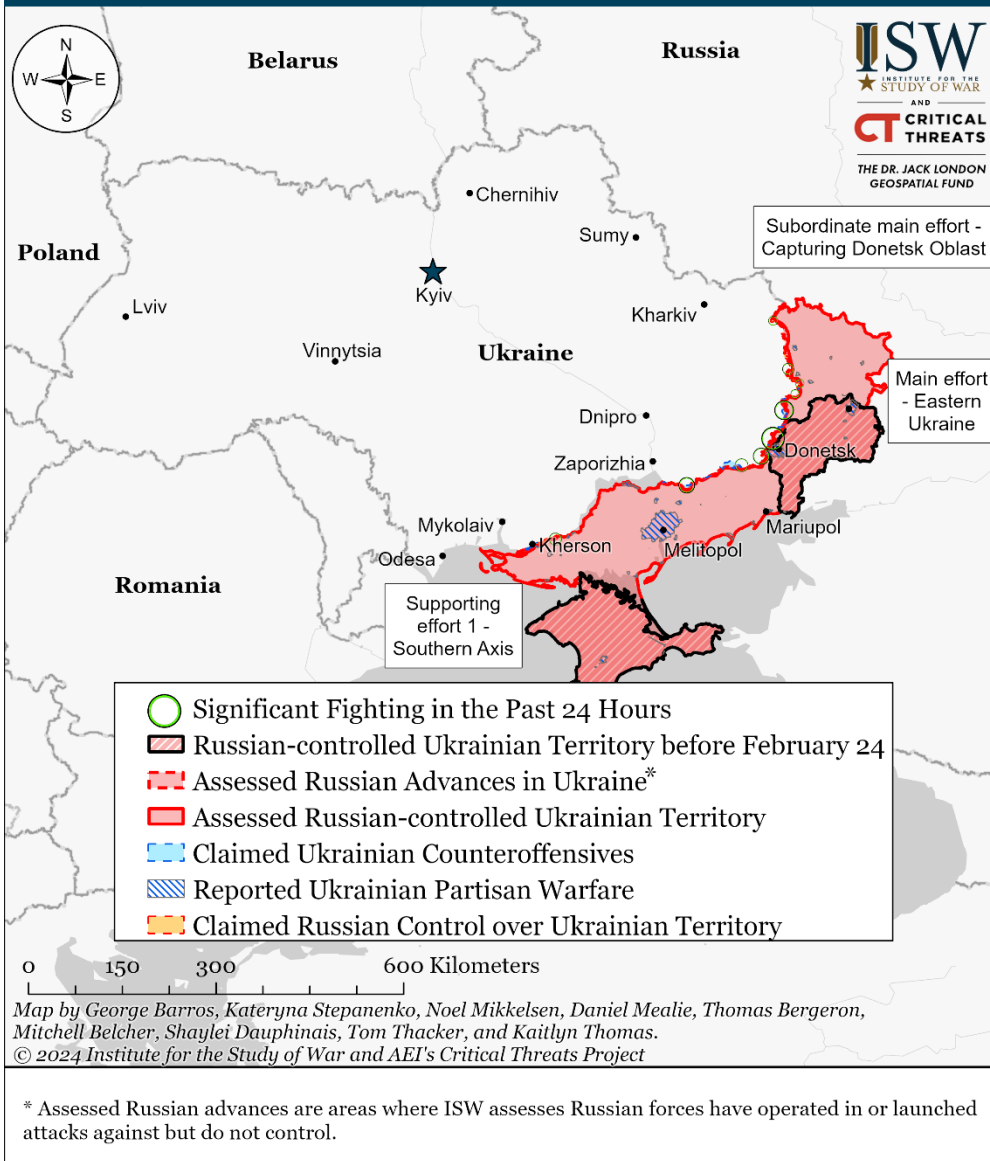 N
W
E
S
Belarus
Russia
ISW
INSTITUTE FOR THE
STUDY OF WAR
AND
CT CRITICAL
THREATS
THE DR. JACK LONDON
GEOSPATIAL FUND
Chernihiv
Sumy
Subordinate main effort -
Capturing Donetsk Oblast
Poland
Kyiv
Lviv
Kharkiv
Vinnytsia
Ukraine
Main effort
- Eastern
Ukraine
Dnipro
Donetsk
Zaporizhia
Mykolaiv
Mariupol
Kherson
Melitopol
Odesa
Romania
Supporting
effort 1 -
Southern Axis
Significant Fighting in the Past 24 Hours
Russian-controlled Ukrainian Territory before February 24
Assessed Russian Advances in Ukraine*
Assessed Russian-controlled Ukrainian Territory
Claimed Ukrainian Counteroffensives
Reported Ukrainian Partisan Warfare
Claimed Russian Control over Ukrainian Territory
0 150 300 600 Kilometers
Map by George Barros, Kateryna Stepanenko, Noel Mikkelsen, Daniel Mealie, Thomas Bergeron,
Mitchell Belcher, Shaylei Dauphinais, Tom Thacker, and Kaitlyn Thomas.
© 2024 Institute for the Study of War and AEI's Critical Threats Project
* Assessed Russian advances are areas where ISW assesses Russian forces have operated in or launched
attacks against but do not control.